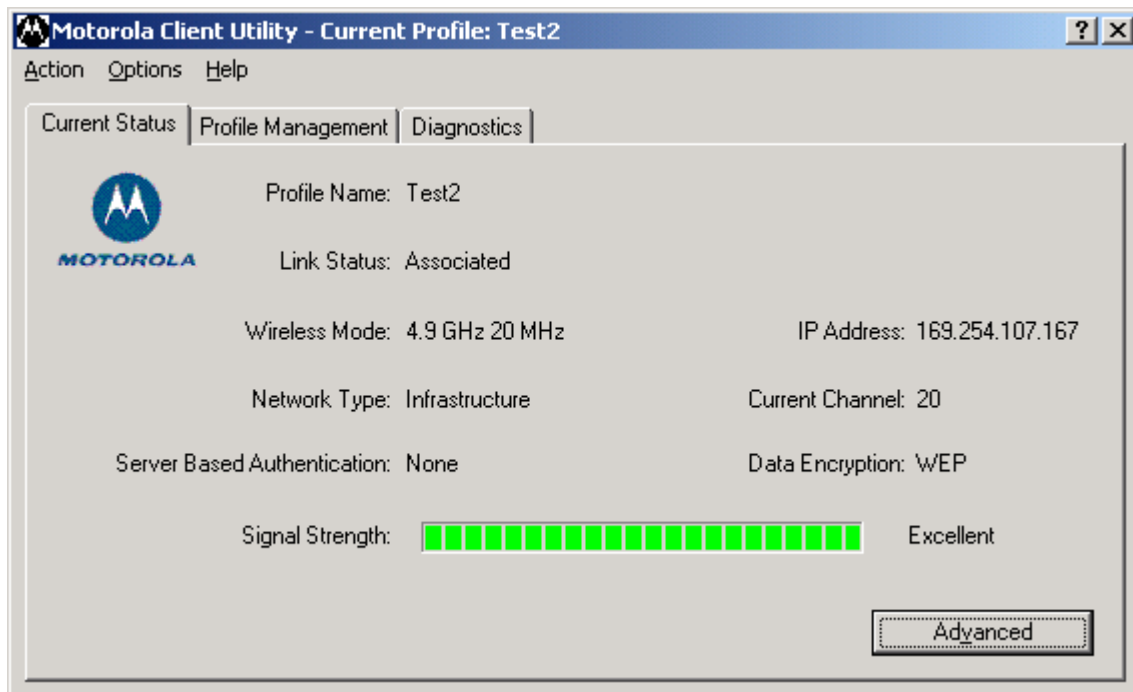 Motorola Client Utility - Current Profile: Test2
Action Options Help
Current Status Profile Management Diagnostics
MOTOROLA
Profile Name: Test2
Link Status: Associated
Wireless Mode: 4.9 GHz 20 MHz IP Address: 169.254.107.167
Network Type: Infrastructure Current Channel: 20
Server Based Authentication: None Data Encryption: WEP
Signal Strength: Excellent
Advanced